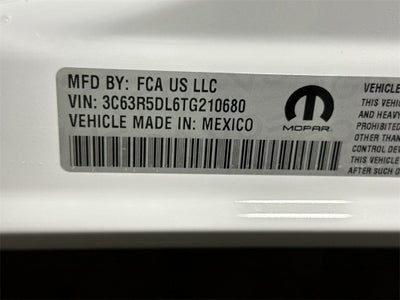 MFD BY: FCA US LLC
VIN: 3C63R5DL6TG210680
VEHICLE MADE IN: MEXICO
MOPAR
VEHICLE
THIS VEHI
AND HEAVY
PROHIBITED
OTHER THAN
CONTROL DE
THIS VEHICLE
AFTER SUCH